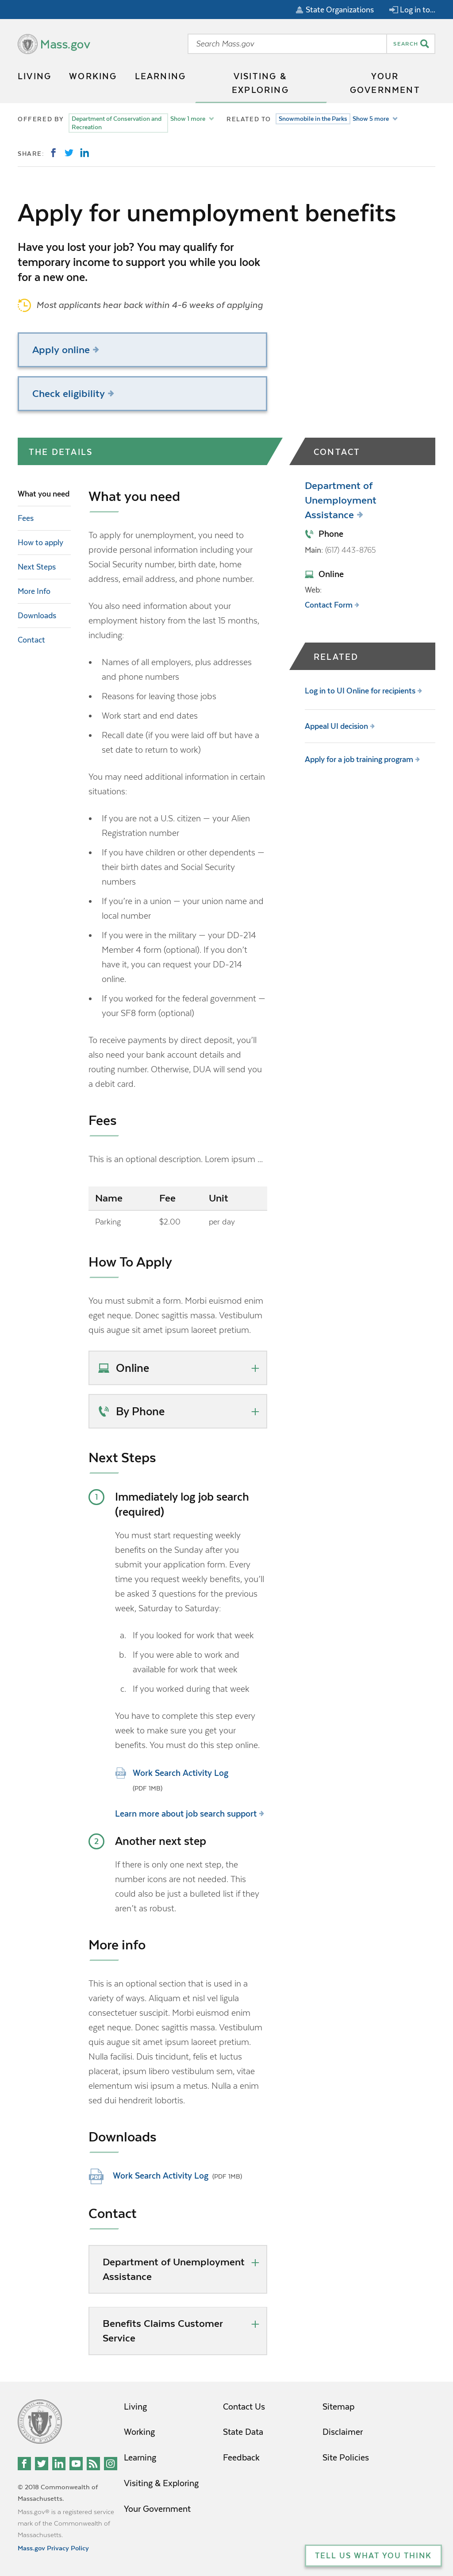 State Organizations
Log in to...
Mass.gov
Search Mass.gov
SEARCH
LIVING
WORKING
LEARNING
VISITING &
EXPLORING
YOUR
GOVERNMENT
OFFERED BY
Department of Conservation and
Recreation
Show 1 more
RELATED TO
Snowmobile in the Parks
Show 5 more
SHARE:
Apply for unemployment benefits
Have you lost your job? You may qualify for
temporary income to support you while you look
for a new one.
Most applicants hear back within 4-6 weeks of applying
Apply online
Check eligibility
THE DETAILS
What you need
Fees
How to apply
Next Steps
More Info
Downloads
Contact
What you need
To apply for unemployment, you need to
provide personal information including your
Social Security number, birth date, home
address, email address, and phone number.
You also need information about your
employment history from the last 15 months,
including:
• Names of all employers, plus addresses
and phone numbers
• Reasons for leaving those jobs
• Work start and end dates
• Recall date (if you were laid off but have a
set date to return to work)
You may need additional information in certain
situations:
• If you are not a U.S. citizen — your Alien
Registration number
• If you have children or other dependents —
their birth dates and Social Security
numbers
• If you're in a union — your union name and
local number
• If you were in the military — your DD-214
Member 4 form (optional). If you don't
have it, you can request your DD-214
online.
• If you worked for the federal government —
your SF8 form (optional)
To receive payments by direct deposit, you'll
also need your bank account details and
routing number. Otherwise, DUA will send you
a debit card.
Fees
This is an optional description. Lorem ipsum ...
Name Fee Unit
Parking $2.00 per day
How To Apply
You must submit a form. Morbi euismod enim
eget neque. Donec sagittis massa. Vestibulum
quis augue sit amet ipsum laoreet pretium.
Online
By Phone
Next Steps
1 Immediately log job search
(required)
You must start requesting weekly
benefits on the Sunday after you
submit your application form. Every
time you request weekly benefits, you'll
be asked 3 questions for the previous
week, Saturday to Saturday:
a. If you looked for work that week
b. If you were able to work and
available for work that week
c. If you worked during that week
You have to complete this step every
week to make sure you get your
benefits. You must do this step online.
PDF Work Search Activity Log
(PDF 1MB)
Learn more about job search support
2 Another next step
If there is only one next step, the
number icons are not needed. This
could also be just a bulleted list if they
aren't as robust.
More info
This is an optional section that is used in a
variety of ways. Aliquam et nisl vel ligula
consectetuer suscipit. Morbi euismod enim
eget neque. Donec sagittis massa. Vestibulum
quis augue sit amet ipsum laoreet pretium.
Nulla facilisi. Duis tincidunt, felis et luctus
placerat, ipsum libero vestibulum sem, vitae
elementum wisi ipsum a metus. Nulla a enim
sed dui hendrerit lobortis.
Downloads
PDF Work Search Activity Log (PDF 1MB)
Contact
Department of Unemployment
Assistance
Benefits Claims Customer
Service
CONTACT
Department of
Unemployment
Assistance
Phone
Main: (617) 443-8765
Online
Web:
Contact Form
RELATED
Log in to UI Online for recipients
Appeal UI decision
Apply for a job training program
© 2018 Commonwealth of
Massachusetts.
Mass.gov® is a registered service
mark of the Commonwealth of
Massachusetts.
Mass.gov Privacy Policy
Living
Working
Learning
Visiting & Exploring
Your Government
Contact Us
State Data
Feedback
Sitemap
Disclaimer
Site Policies
TELL US WHAT YOU THINK